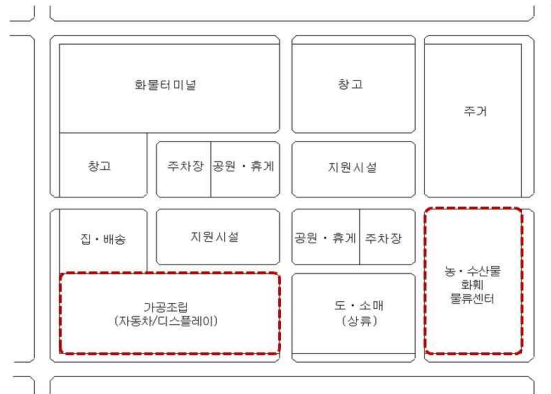 화물터미널
창고
주거
창고
주차장
공원・휴게
지원시설
집・배송
지원시설
공원・휴게
주차장
농・수산물
화훼
물류센터
가공조립
(자동차/디스플레이)
도・소매
(상류)